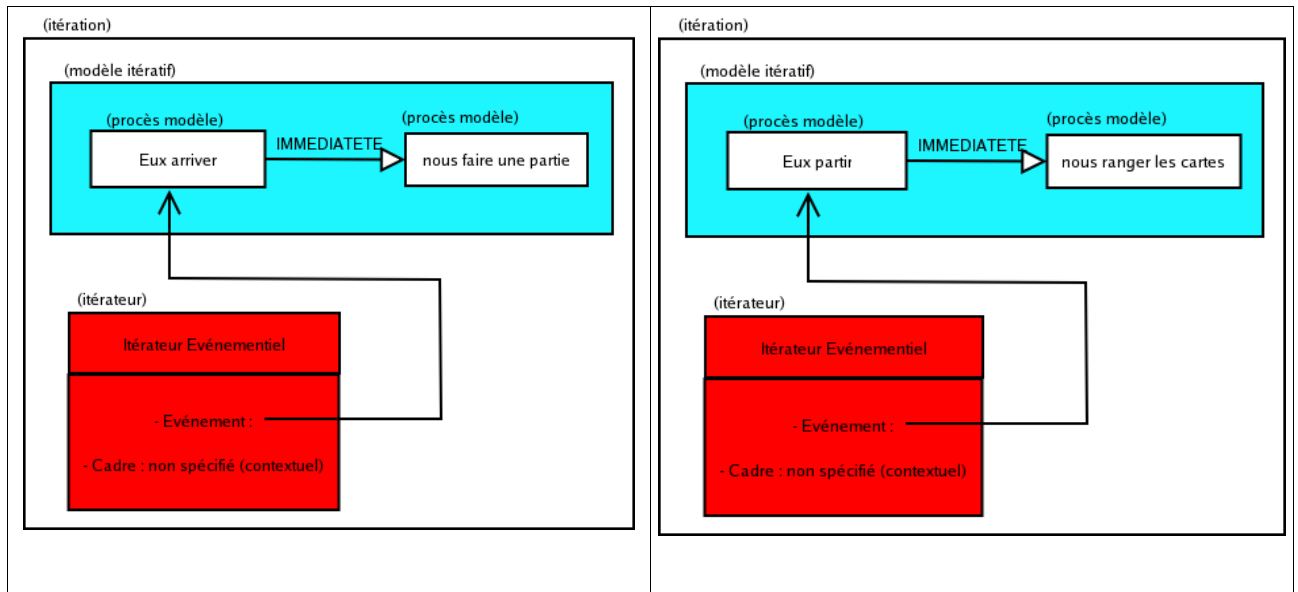 (itération)
(modèle itératif)
(procès modèle)
(procès modèle)
IMMEDIATETE
Eux arriver
nous faire une partie
(itérateur)
Itérateur Evénementiel
- Evénement :
- Cadre : non spécifié (contextuel)
(itération)
(modèle itératif)
(procès modèle)
(procès modèle)
IMMEDIATETE
Eux partir
nous ranger les cartes
(itérateur)
Itérateur Evénementiel
- Evénement :
- Cadre : non spécifié (contextuel)